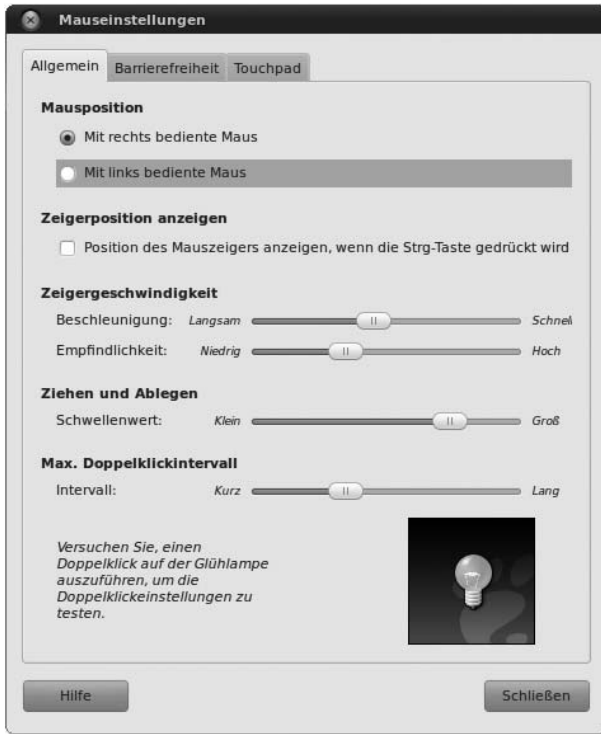 Mauseinstellungen
Allgemein Barrierefreiheit Touchpad
Mausposition
Mit rechts bediente Maus
Mit links bediente Maus
Zeigerposition anzeigen
Position des Mauszeigers anzeigen, wenn die Strg-Taste gedrückt wird
Zeigergeschwindigkeit
Beschleunigung: Langsam Schnell
Empfindlichkeit: Niedrig Hoch
Ziehen und Ablegen
Schwellenwert: Klein Groß
Max. Doppelklickintervall
Intervall: Kurz Lang
Versuchen Sie, einen
Doppelklick auf der Glühlampe
auszuführen, um die
Doppelklickeinstellungen zu
testen.
Hilfe Schließen